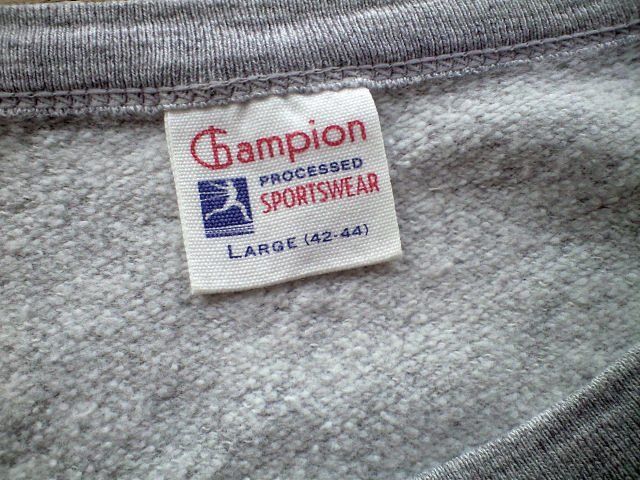 Champion
PROCESSED
SPORTSWEAR
LARGE (42-44)